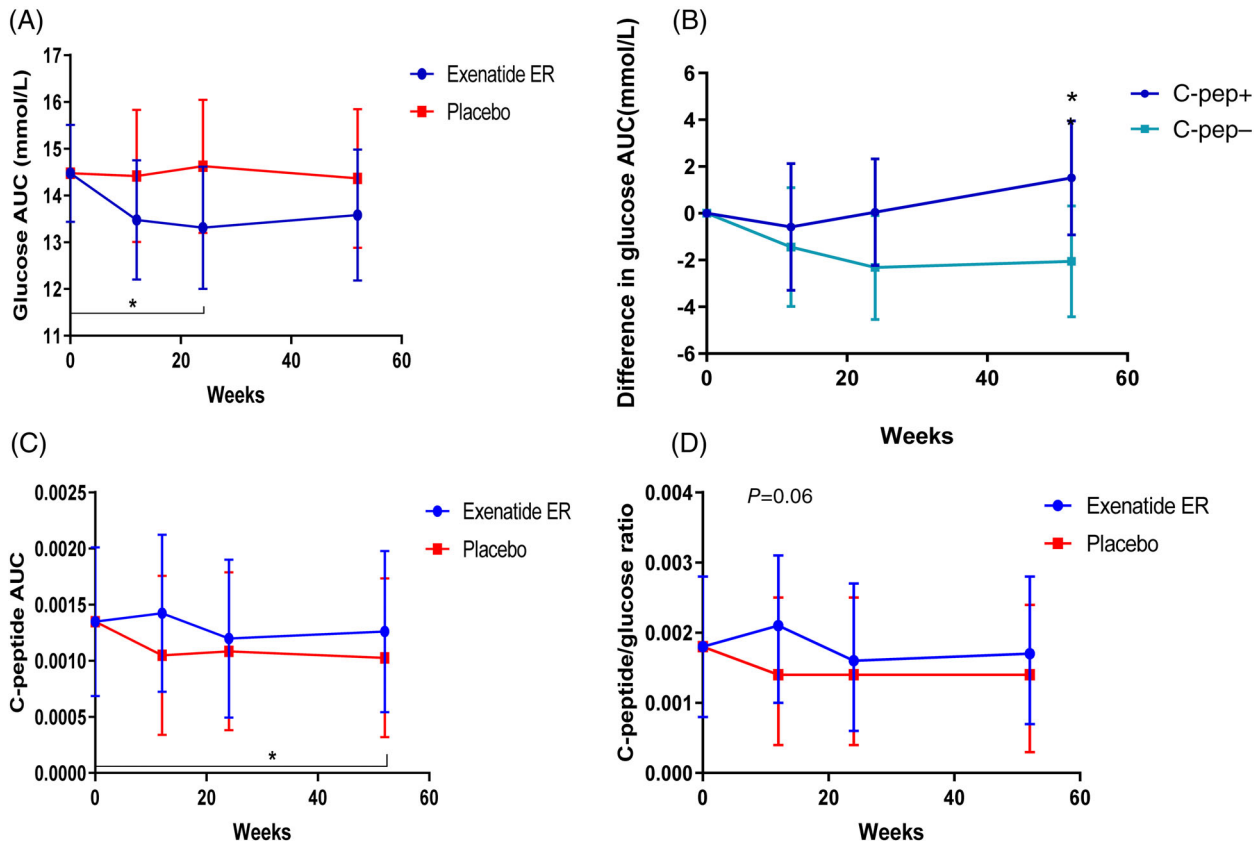 (A)
Glucose AUC (mmol/L)
17
16
15
14
13
12
11
*
0
20
40
60
Weeks
Exenatide ER
Placebo
(B)
Difference in glucose AUC(mmol/L)
6
4
2
0
-2
-4
-6
*
*
0
20
40
60
Weeks
C-pep+
C-pep–
(C)
C-peptide AUC
0.0025
0.0020
0.0015
0.0010
0.0005
0.0000
*
0
20
40
60
Weeks
Exenatide ER
Placebo
(D)
C-peptide/glucose ratio
0.004
0.003
0.002
0.001
0.000
P=0.06
0
20
40
60
Weeks
Exenatide ER
Placebo